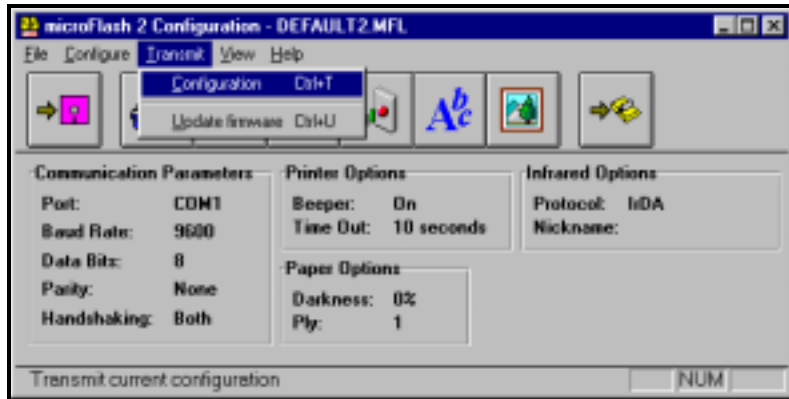 microFlash 2 Configuration - DEFAULT2.MFL
File Configure Transmit View Help
Configuration Ctrl+T
Update firmware Ctrl+U
Abc
Communication Parameters
Port: COM1
Baud Rate: 9600
Data Bits: 8
Parity: None
Handshaking: Both
Printer Options
Beeper: On
Time Out: 10 seconds
Paper Options
Darkness: 0%
Ply: 1
Infrared Options
Protocol: IrDA
Nickname:
Transmit current configuration
NUM